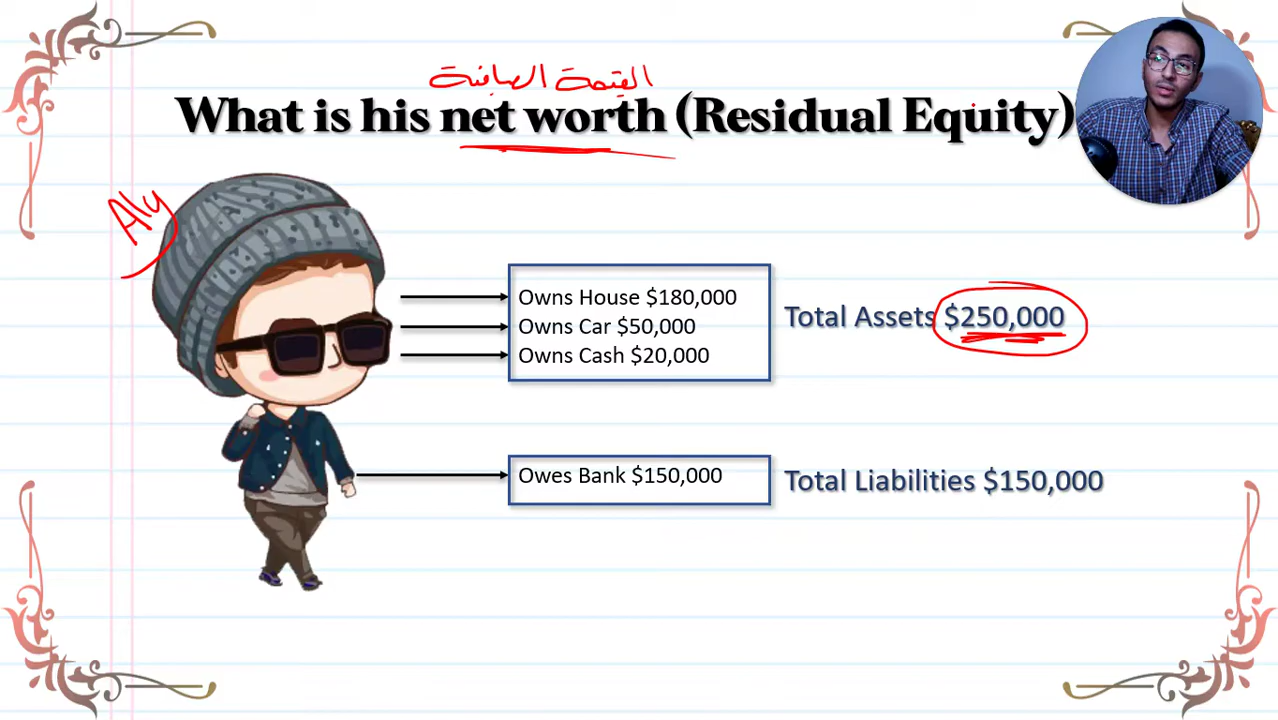 القيمة الصافية
What is his net worth (Residual Equity)
Aly
Owns House $180,000
Owns Car $50,000
Owns Cash $20,000
Total Assets $250,000
Owes Bank $150,000
Total Liabilities $150,000